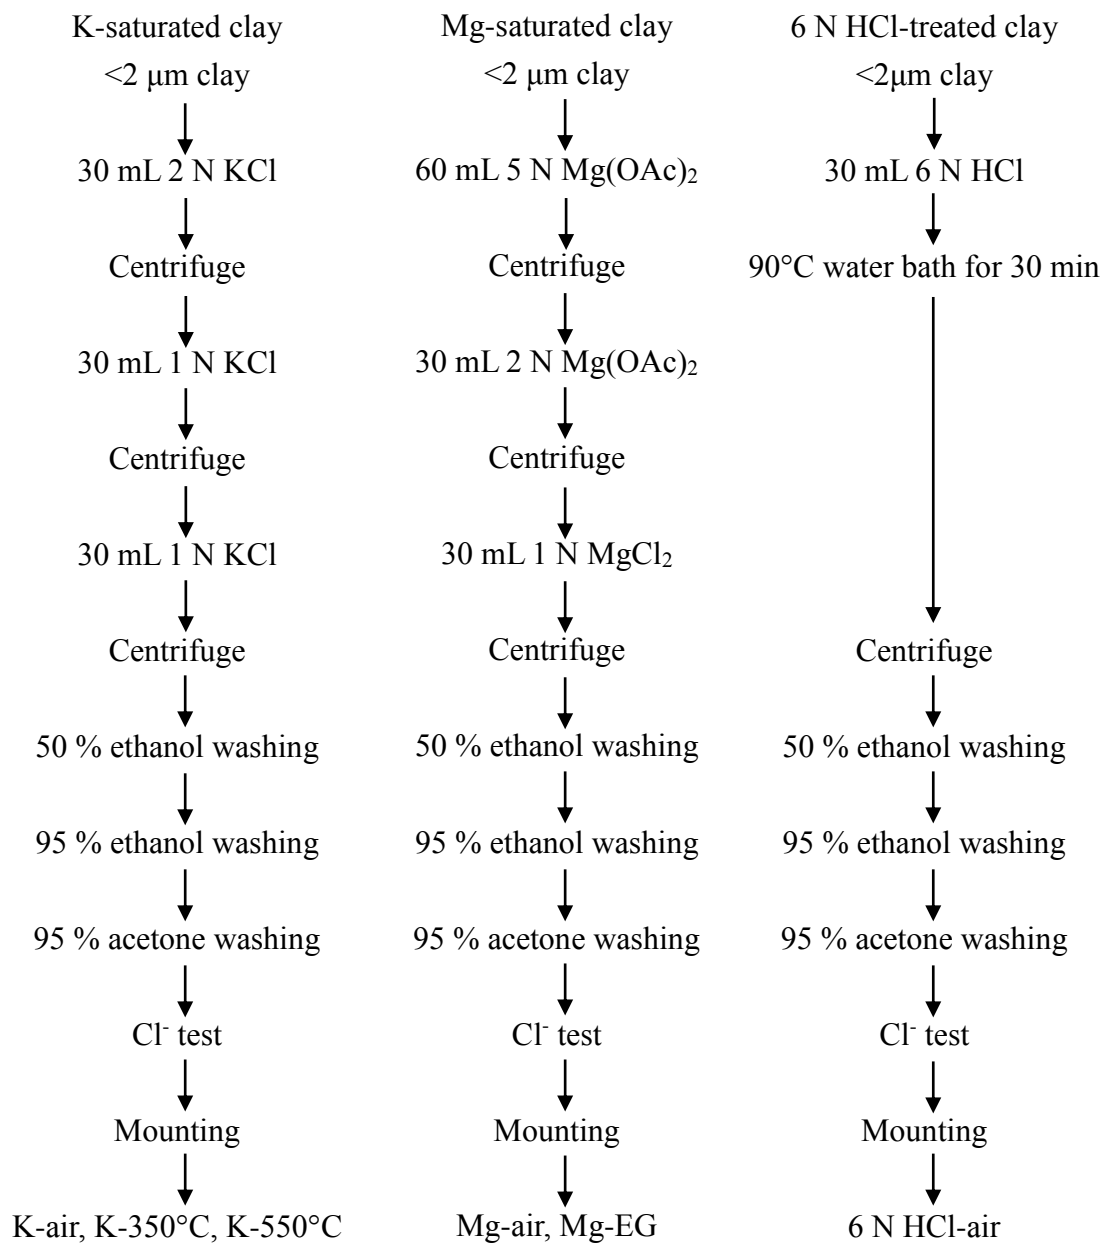 K-saturated clay
<2 μm clay
30 mL 2 N KCl
Centrifuge
30 mL 1 N KCl
Centrifuge
30 mL 1 N KCl
Centrifuge
50 % ethanol washing
95 % ethanol washing
95 % acetone washing
Cl⁻ test
Mounting
K-air, K-350°C, K-550°C
Mg-saturated clay
<2 μm clay
60 mL 5 N Mg(OAc)₂
Centrifuge
30 mL 2 N Mg(OAc)₂
Centrifuge
30 mL 1 N MgCl₂
Centrifuge
50 % ethanol washing
95 % ethanol washing
95 % acetone washing
Cl⁻ test
Mounting
Mg-air, Mg-EG
6 N HCl-treated clay
<2μm clay
30 mL 6 N HCl
90°C water bath for 30 min
Centrifuge
50 % ethanol washing
95 % ethanol washing
95 % acetone washing
Cl⁻ test
Mounting
6 N HCl-air